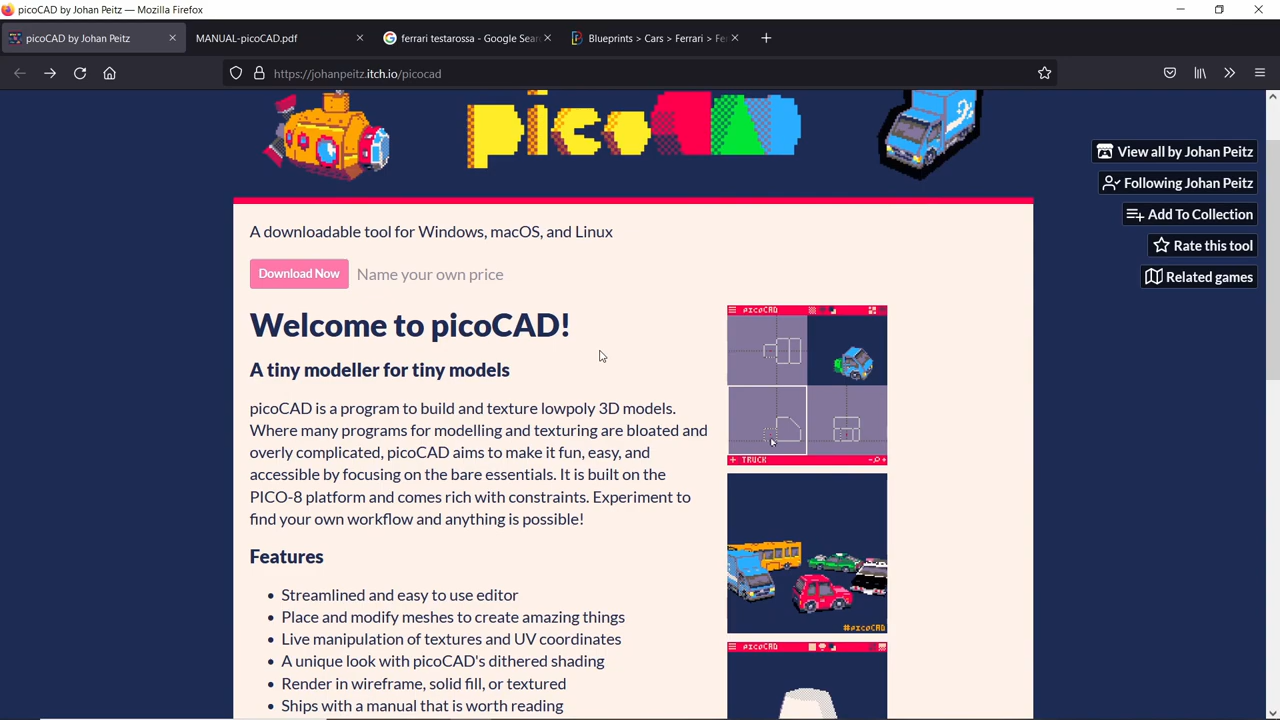 picoCAD by Johan Peitz — Mozilla Firefox
picoCAD by Johan Peitz
MANUAL-picoCAD.pdf
ferrari testarossa - Google Sear
Blueprints > Cars > Ferrari > Fe
https://johanpeitz.itch.io/picocad
picoCAD
View all by Johan Peitz
Following Johan Peitz
Add To Collection
Rate this tool
Related games
A downloadable tool for Windows, macOS, and Linux
Download Now Name your own price
Welcome to picoCAD!
A tiny modeller for tiny models
picoCAD is a program to build and texture lowpoly 3D models.
Where many programs for modelling and texturing are bloated and
overly complicated, picoCAD aims to make it fun, easy, and
accessible by focusing on the bare essentials. It is built on the
PICO-8 platform and comes rich with constraints. Experiment to
find your own workflow and anything is possible!
Features
• Streamlined and easy to use editor
• Place and modify meshes to create amazing things
• Live manipulation of textures and UV coordinates
• A unique look with picoCAD's dithered shading
• Render in wireframe, solid fill, or textured
• Ships with a manual that is worth reading
picoCAD
TRUCK
#picoCAD
picoCAD